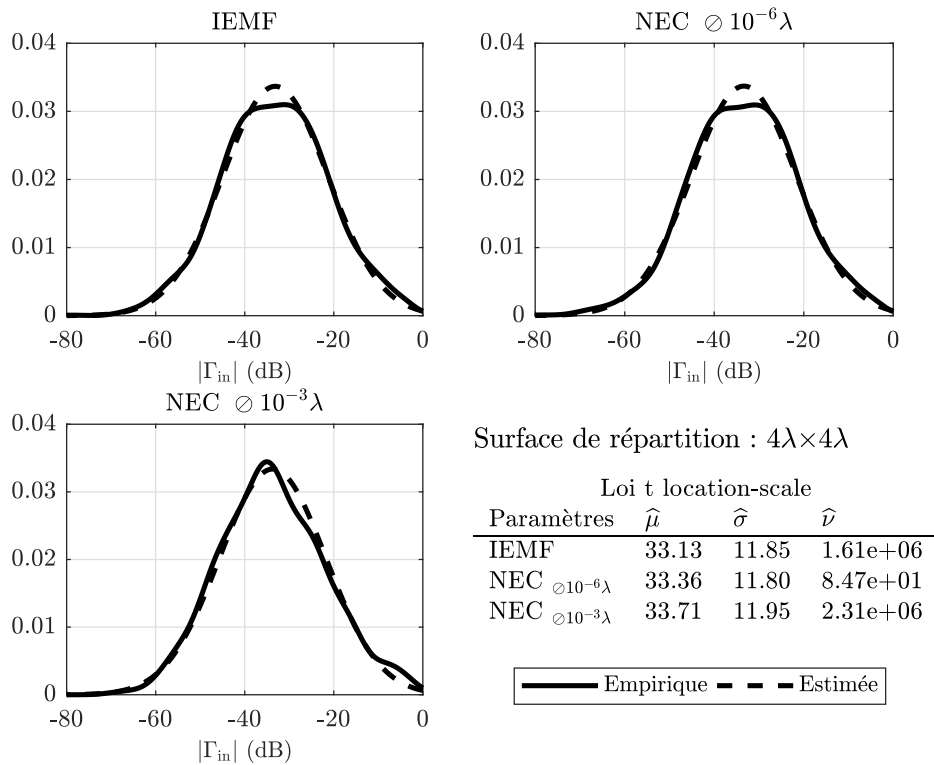 IEMF
0.04
0.03
0.02
0.01
0
-80 -60 -40 -20 0
|Γin| (dB)
NEC ⊘10−6λ
0.04
0.03
0.02
0.01
0
-80 -60 -40 -20 0
|Γin| (dB)
NEC ⊘10−3λ
0.04
0.03
0.02
0.01
0
-80 -60 -40 -20 0
|Γin| (dB)
Surface de répartition : 4λ×4λ
Loi t location-scale
Paramètres μ̂ σ̂ ν̂
IEMF 33.13 11.85 1.61e+06
NEC ⊘10−6λ 33.36 11.80 8.47e+01
NEC ⊘10−3λ 33.71 11.95 2.31e+06
Empirique Estimée